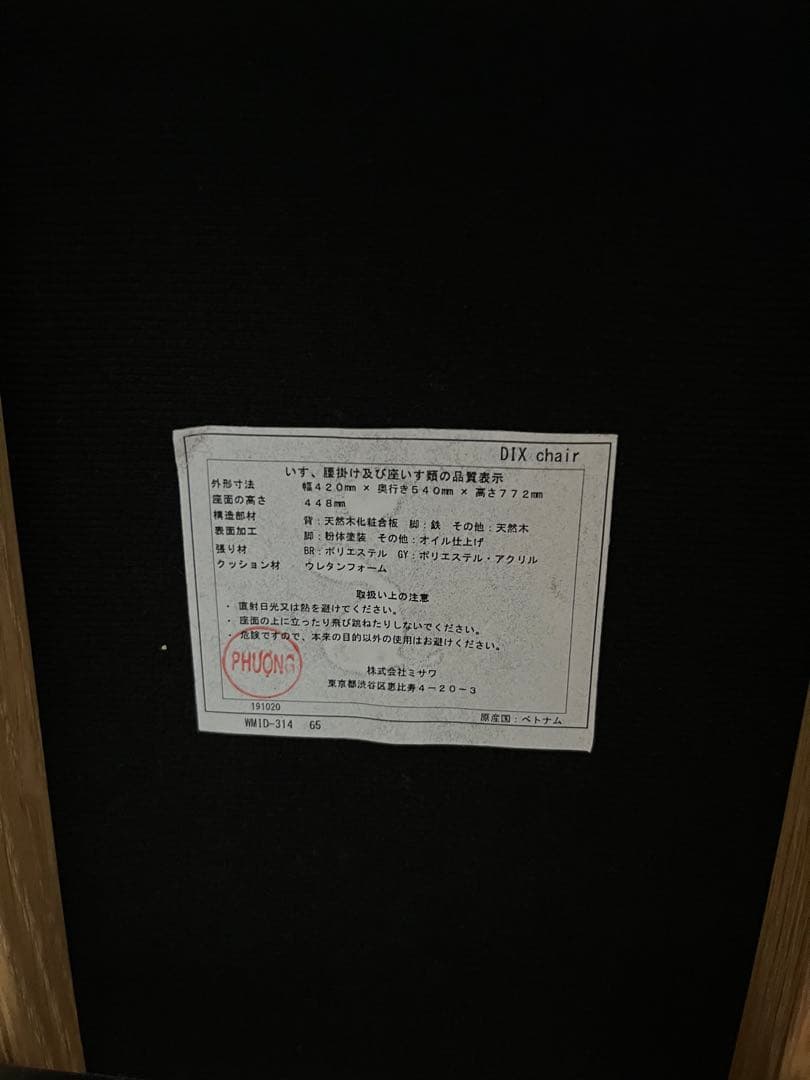 DIX chair
いす、腰掛け及び座いす類の品質表示
外形寸法 幅420mm × 奥行き540mm × 高さ772mm
座面の高さ 448mm
構造部材 背：天然木化粧合板 脚：鉄 その他：天然木
表面加工 脚：粉体塗装 その他：オイル仕上げ
張り材 BR：ポリエステル GY：ポリエステル・アクリル
クッション材 ウレタンフォーム
取扱い上の注意
・ 直射日光又は熱を避けてください。
・ 座面の上に立ったり飛び跳ねたりしないでください。
・ 危険ですので、本来の目的以外の使用はお避けください。
PHƯỢNG
株式会社ミサワ
東京都渋谷区恵比寿4－20－3
191020
WMID-314 65
原産国：ベトナム